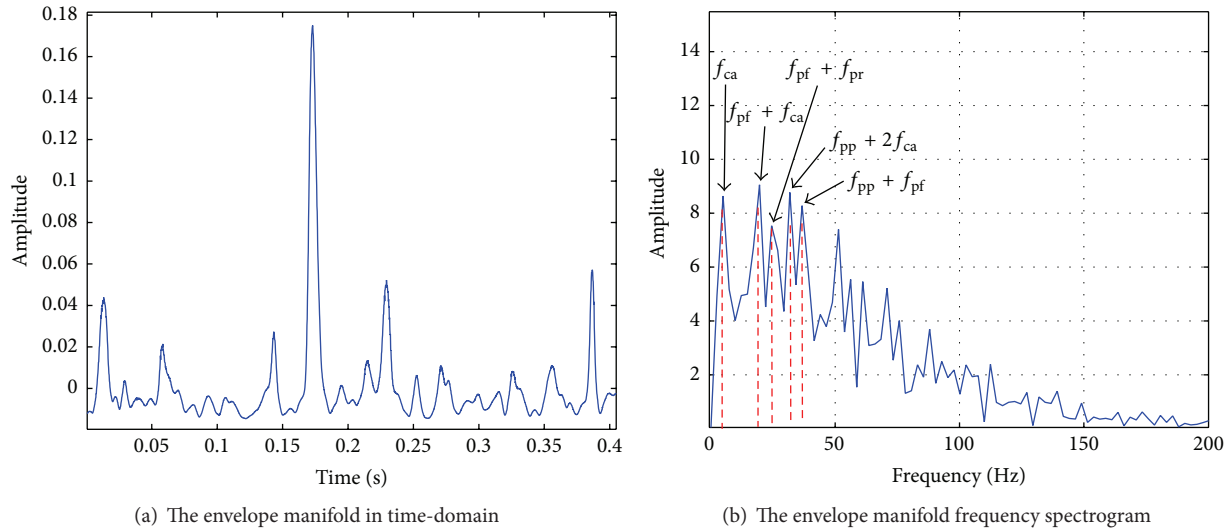 0.18
0.16
0.14
0.12
0.1
0.08
0.06
0.04
0.02
0
Amplitude
0.05 0.1 0.15 0.2 0.25 0.3 0.35 0.4
Time (s)
(a) The envelope manifold in time-domain
14
12
10
8
6
4
2
Amplitude
f_ca
f_pf + f_pr
f_pf + f_ca
f_pp + 2f_ca
f_pp + f_pf
0 50 100 150 200
Frequency (Hz)
(b) The envelope manifold frequency spectrogram